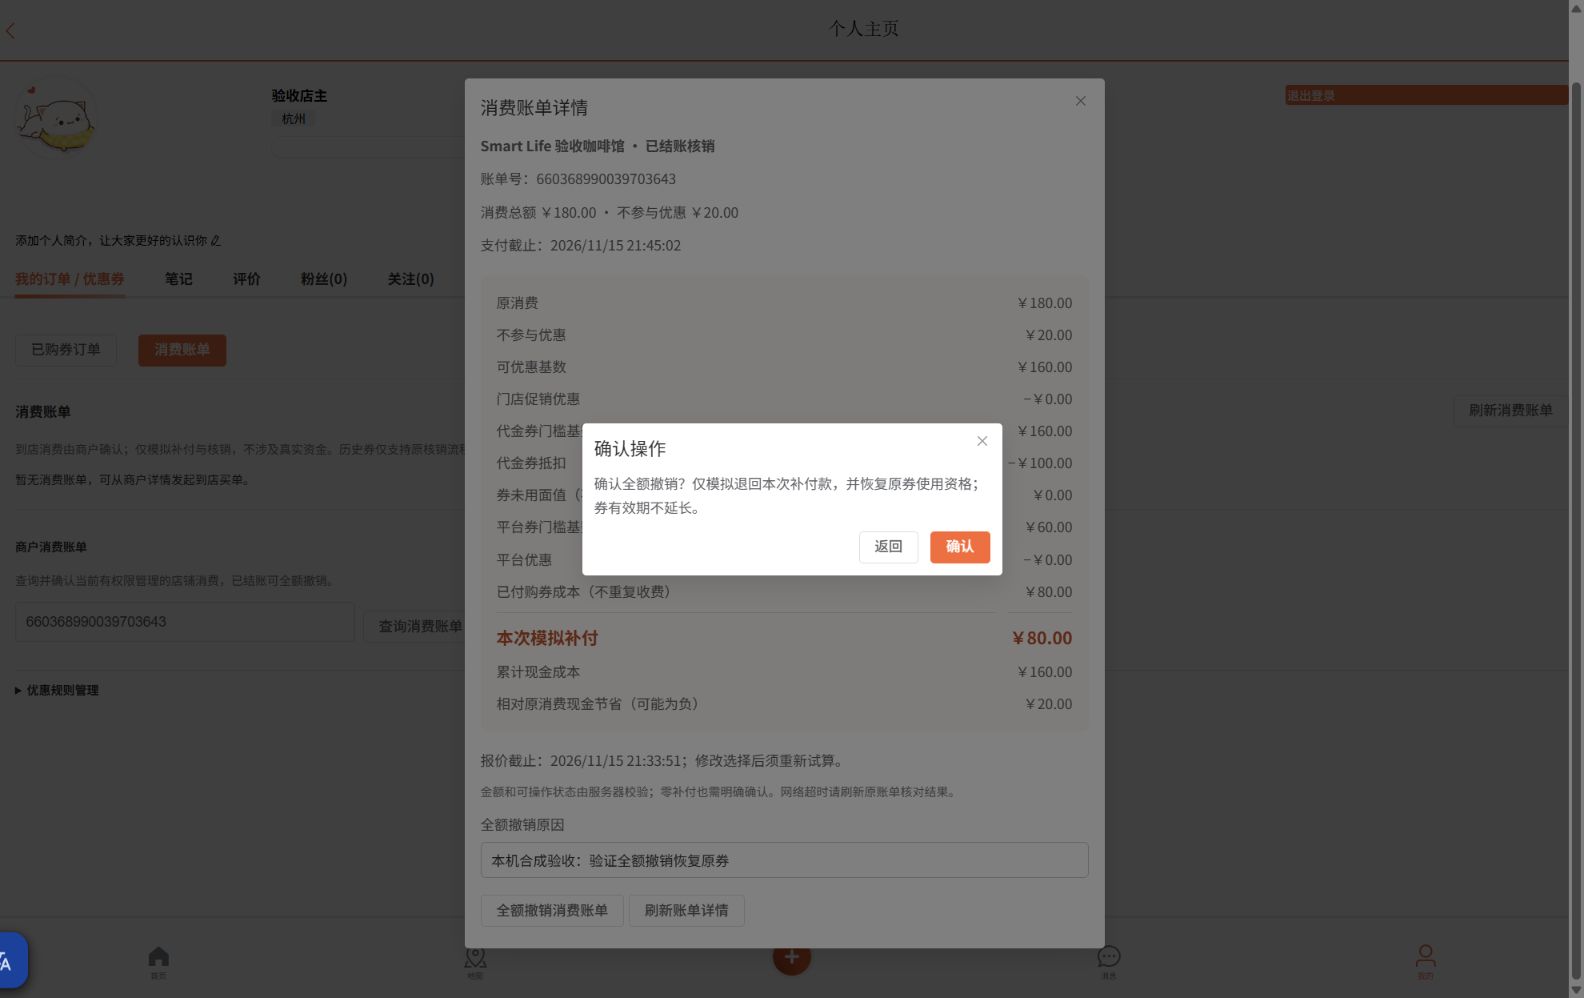 个人主页
验收店主
杭州
退出登录
添加个人简介，让大家更好的认识你
我的订单 / 优惠券
笔记
评价
粉丝(0)
关注(0)
已购券订单
消费账单
消费账单
刷新消费账单
到店消费由商户确认；仅模拟补付与核销，不涉及真实资金。历史券仅支持原核销流程
暂无消费账单，可从商户详情发起到店买单。
商户消费账单
查询并确认当前有权限管理的店铺消费，已结账可全额撤销。
660368990039703643
查询消费账单
▶ 优惠规则管理
消费账单详情
Smart Life 验收咖啡馆 · 已结账核销
账单号：660368990039703643
消费总额 ￥180.00 · 不参与优惠 ￥20.00
支付截止：2026/11/15 21:45:02
原消费 ￥180.00
不参与优惠 ￥20.00
可优惠基数 ￥160.00
门店促销优惠 −￥0.00
代金券门槛基 ￥160.00
代金券抵扣 −￥100.00
券未用面值（ ￥0.00
平台券门槛基 ￥60.00
平台优惠 −￥0.00
已付购券成本（不重复收费） ￥80.00
本次模拟补付 ￥80.00
累计现金成本 ￥160.00
相对原消费现金节省（可能为负） ￥20.00
报价截止：2026/11/15 21:33:51；修改选择后须重新试算。
金额和可操作状态由服务器校验；零补付也需明确确认。网络超时请刷新原账单核对结果。
全额撤销原因
本机合成验收：验证全额撤销恢复原券
全额撤销消费账单
刷新账单详情
确认操作
确认全额撤销？仅模拟退回本次补付款，并恢复原券使用资格；
券有效期不延长。
返回
确认
首页
地图
消息
我的